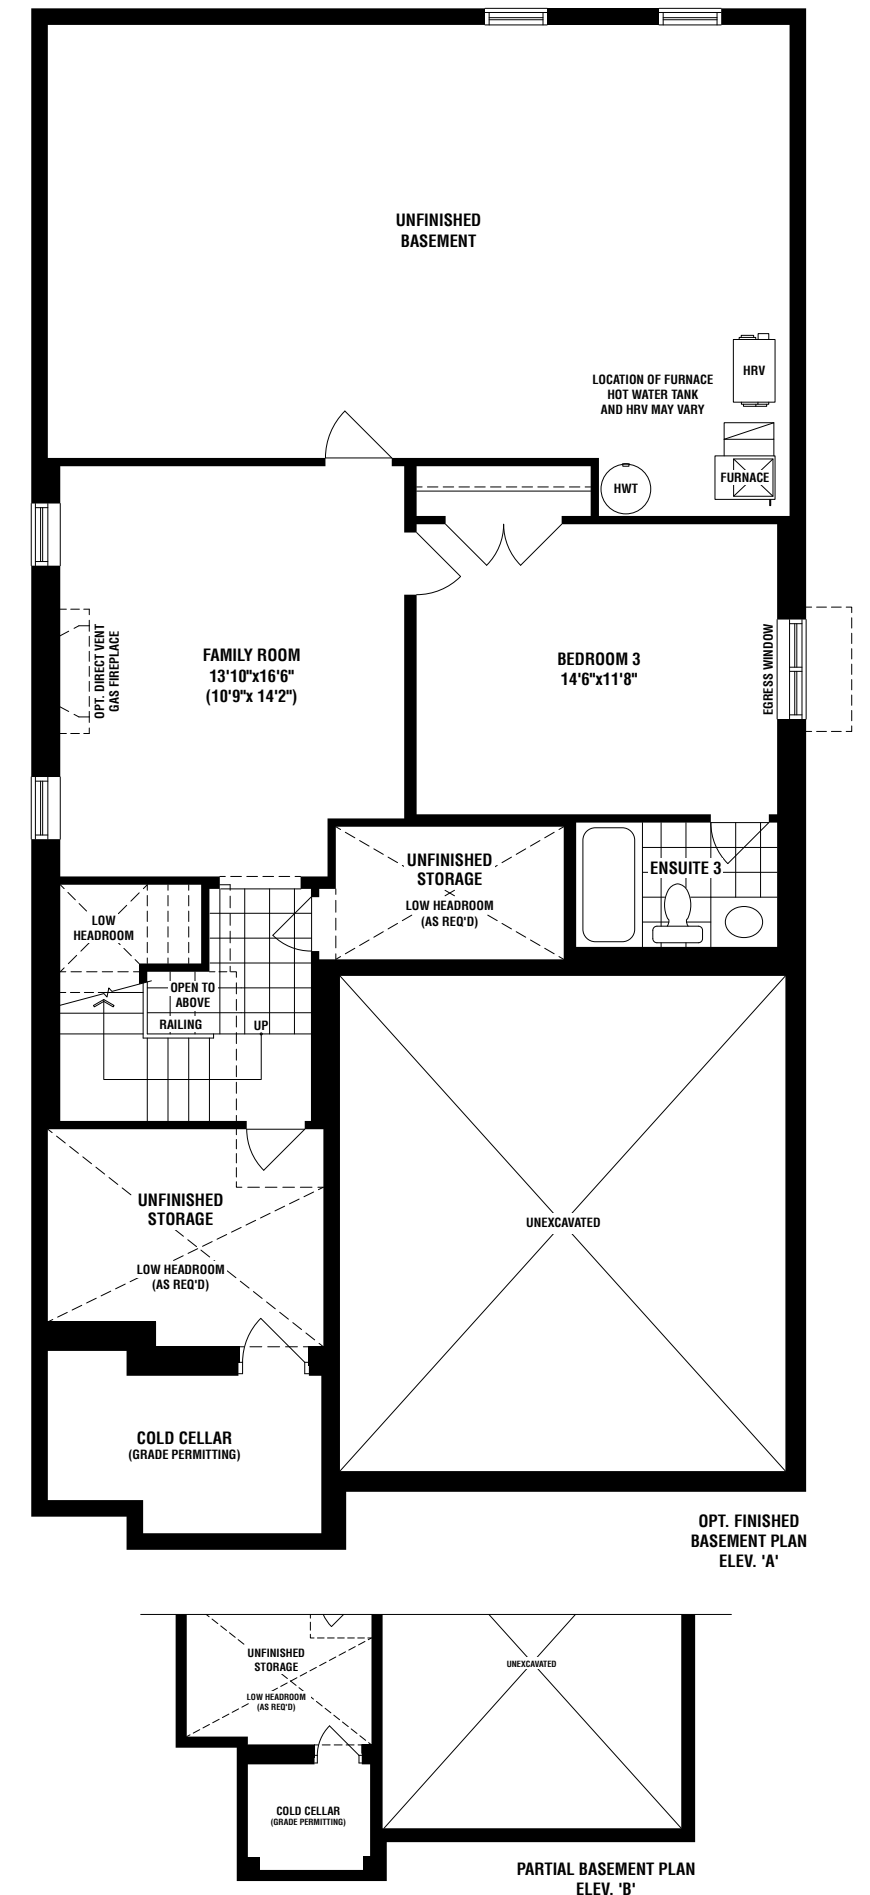 UNFINISHED
BASEMENT
HRV
LOCATION OF FURNACE
HOT WATER TANK
AND HRV MAY VARY
FURNACE
HWT
FAMILY ROOM
13'10"x16'6"
(10'9"x 14'2")
OPT. DIRECT VENT
GAS FIREPLACE
BEDROOM 3
14'6"x11'8"
EGRESS WINDOW
UNFINISHED
STORAGE
LOW HEADROOM
(AS REQ'D)
ENSUITE 3
LOW
HEADROOM
OPEN TO
ABOVE
RAILING
UP
UNFINISHED
STORAGE
LOW HEADROOM
(AS REQ'D)
UNEXCAVATED
COLD CELLAR
(GRADE PERMITTING)
OPT. FINISHED
BASEMENT PLAN
ELEV. 'A'
UNFINISHED
STORAGE
LOW HEADROOM
(AS REQ'D)
UNEXCAVATED
COLD CELLAR
(GRADE PERMITTING)
PARTIAL BASEMENT PLAN
ELEV. 'B'